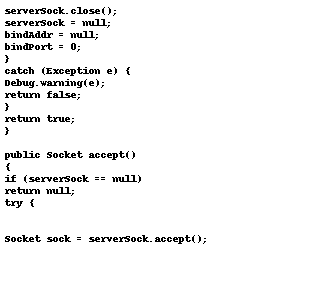 serverSock.close();
serverSock = null;
bindAddr = null;
bindPort = 0;
}
catch (Exception e) {
Debug.warning(e);
return false;
}
return true;
}

public Socket accept()
{
if (serverSock == null)
return null;
try {

Socket sock = serverSock.accept();